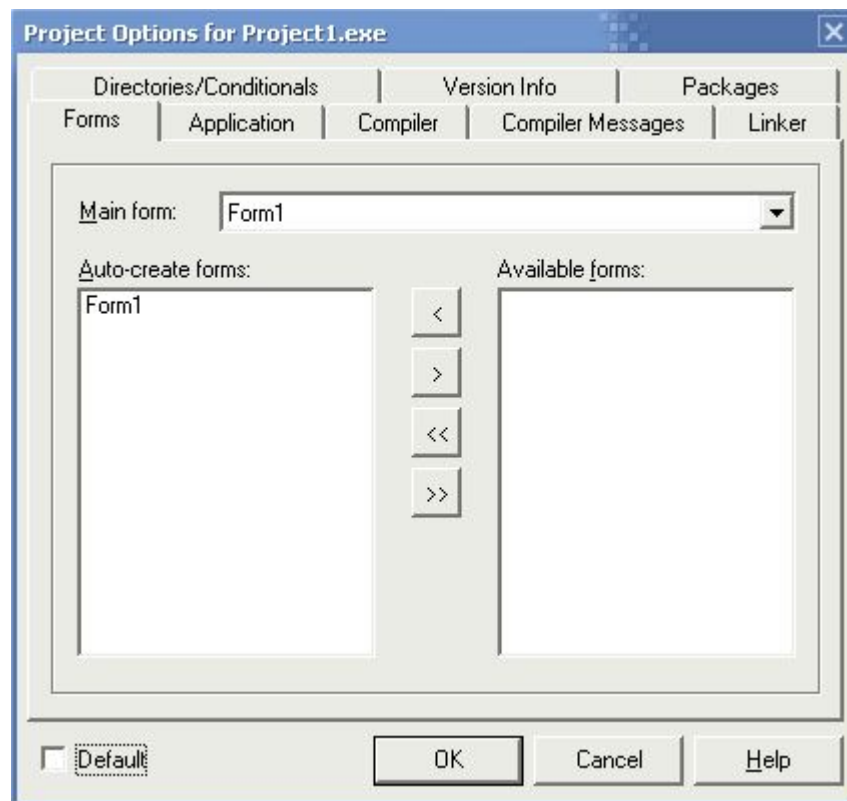 Project Options for Project1.exe
Directories/Conditionals Version Info Packages
Forms Application Compiler Compiler Messages Linker
Main form: Form1
Auto-create forms: Available forms:
Form1
<
>
<<
>>
Default OK Cancel Help